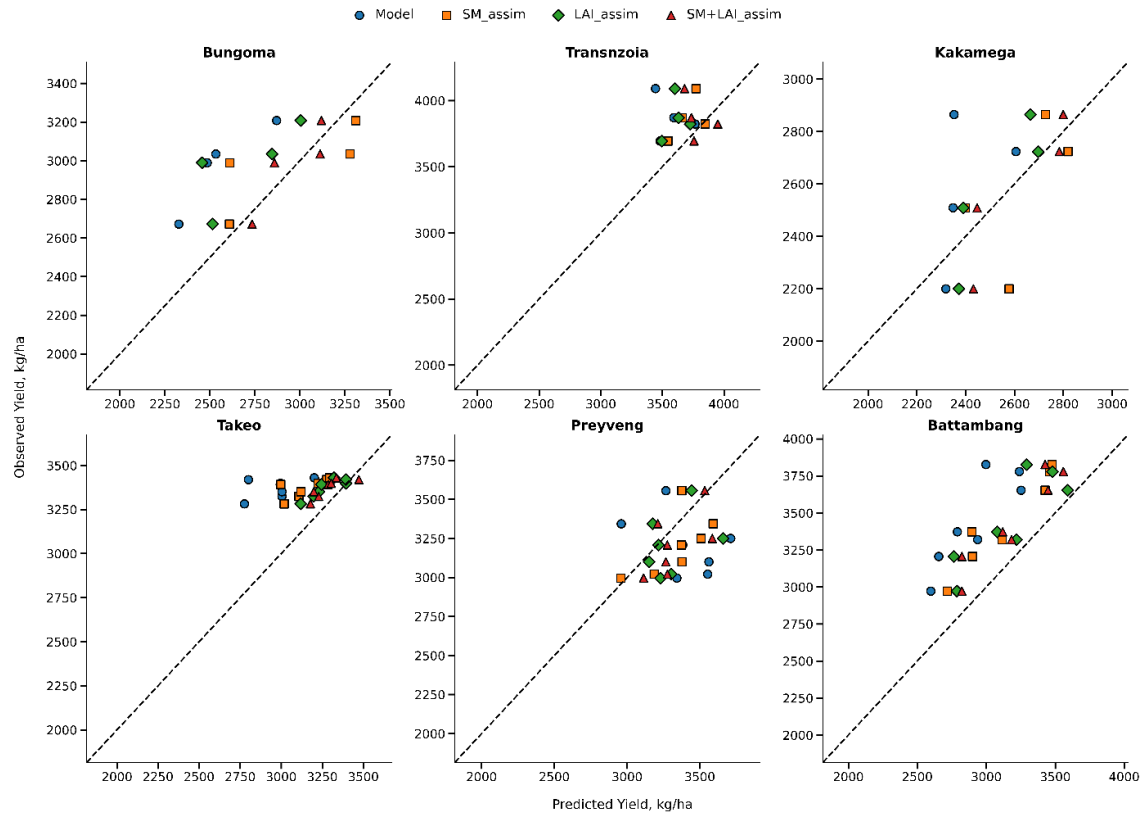 Model SM_assim LAI_assim SM+LAI_assim
Bungoma
3400
3200
3000
2800
2600
2400
2200
2000
2000 2250 2500 2750 3000 3250 3500
Transnzoia
4000
3500
3000
2500
2000
2000 2500 3000 3500 4000
Kakamega
3000
2800
2600
2400
2200
2000
2000 2200 2400 2600 2800 3000
Observed Yield, kg/ha
Takeo
3500
3250
3000
2750
2500
2250
2000
2000 2250 2500 2750 3000 3250 3500
Preyveng
3750
3500
3250
3000
2750
2500
2250
2000
2000 2500 3000 3500
Battambang
4000
3750
3500
3250
3000
2750
2500
2250
2000
2000 2500 3000 3500 4000
Predicted Yield, kg/ha